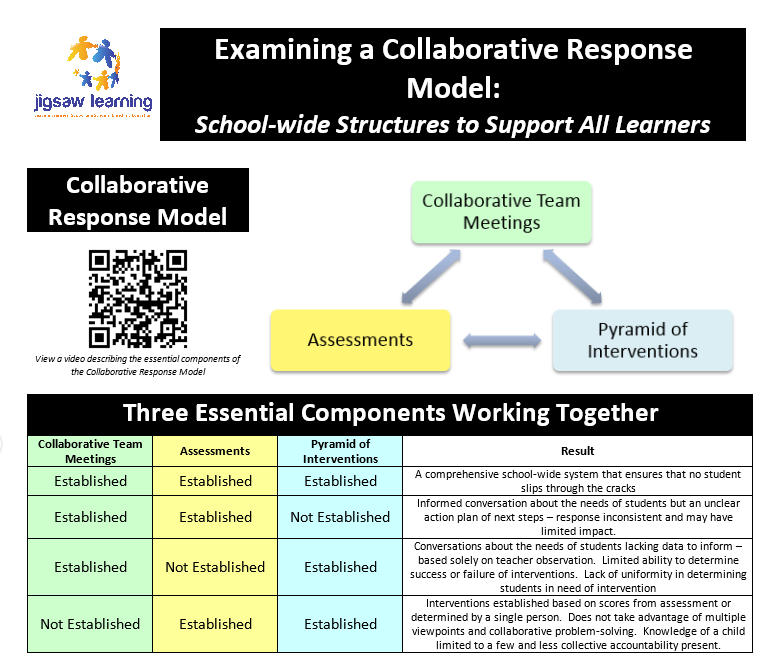 Examining a Collaborative Response
Model:
School-wide Structures to Support All Learners
jigsaw learning
Collaborative
Response Model
View a video describing the essential components of
the Collaborative Response Model
Collaborative Team
Meetings
Assessments
Pyramid of
Interventions
Three Essential Components Working Together
Collaborative Team
Meetings
Assessments
Pyramid of
Interventions
Result
Established
Established
Established
A comprehensive school-wide system that ensures that no student
slips through the cracks
Established
Established
Not Established
Informed conversation about the needs of students but an unclear
action plan of next steps – response inconsistent and may have
limited impact.
Established
Not Established
Established
Conversations about the needs of students lacking data to inform –
based solely on teacher observation.  Limited ability to determine
success or failure of interventions.  Lack of uniformity in determining
students in need of intervention
Not Established
Established
Established
Interventions established based on scores from assessment or
determined by a single person.  Does not take advantage of multiple
viewpoints and collaborative problem-solving.  Knowledge of a child
limited to a few and less collective accountability present.